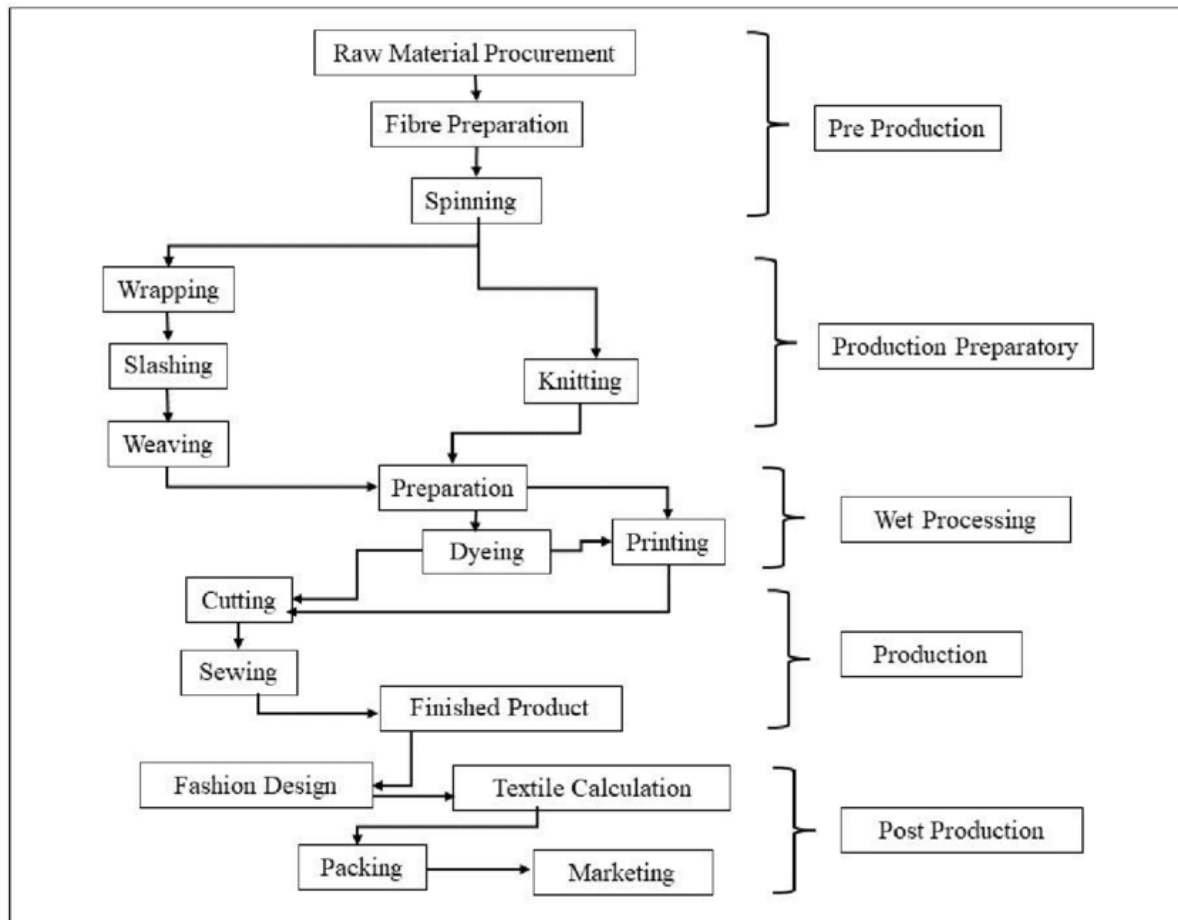 Raw Material Procurement
Fibre Preparation
Pre Production
Spinning
Wrapping
Slashing
Production Preparatory
Knitting
Weaving
Preparation
Wet Processing
Dyeing
Printing
Cutting
Sewing
Production
Finished Product
Fashion Design
Textile Calculation
Post Production
Packing
Marketing